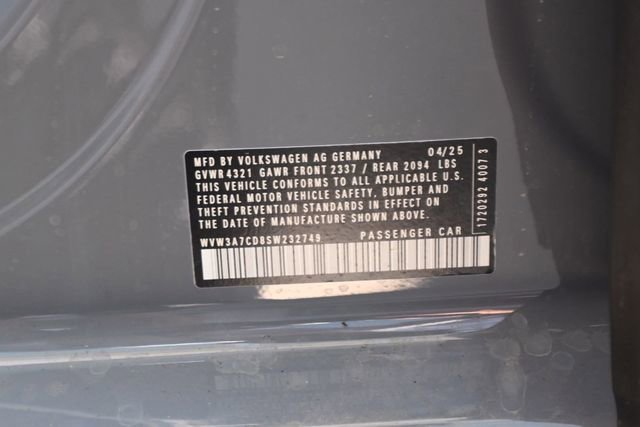 MFD BY VOLKSWAGEN AG GERMANY 04/25
GVWR 4321 GAWR FRONT 2337 / REAR 2094 LBS
THIS VEHICLE CONFORMS TO ALL APPLICABLE U.S.
FEDERAL MOTOR VEHICLE SAFETY, BUMPER AND
THEFT PREVENTION STANDARDS IN EFFECT ON
THE DATE OF MANUFACTURE SHOWN ABOVE.
WVW3A7CD8SW232749 PASSENGER CAR
1720292 4007 3